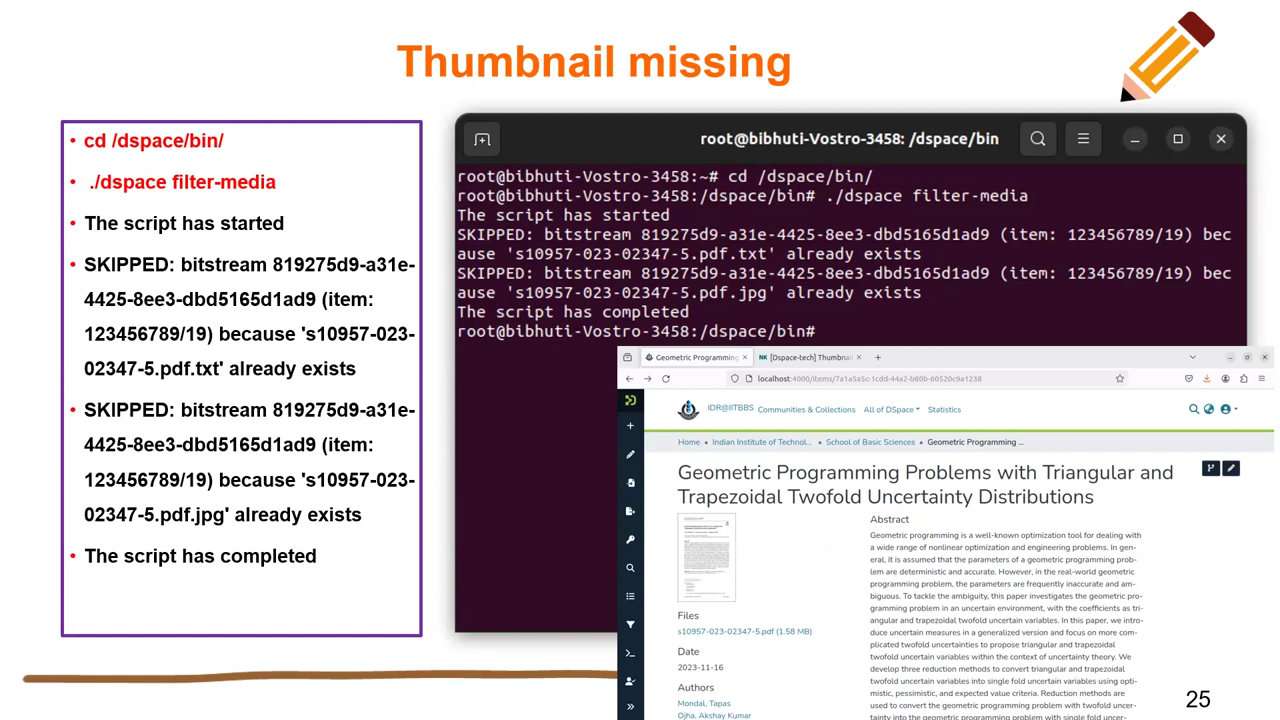 Thumbnail missing
• cd /dspace/bin/
• ./dspace filter-media
• The script has started
• SKIPPED: bitstream 819275d9-a31e-
4425-8ee3-dbd5165d1ad9 (item:
123456789/19) because 's10957-023-
02347-5.pdf.txt' already exists
• SKIPPED: bitstream 819275d9-a31e-
4425-8ee3-dbd5165d1ad9 (item:
123456789/19) because 's10957-023-
02347-5.pdf.jpg' already exists
• The script has completed
root@bibhuti-Vostro-3458: /dspace/bin
root@bibhuti-Vostro-3458:~# cd /dspace/bin/
root@bibhuti-Vostro-3458:/dspace/bin# ./dspace filter-media
The script has started
SKIPPED: bitstream 819275d9-a31e-4425-8ee3-dbd5165d1ad9 (item: 123456789/19) bec
ause 's10957-023-02347-5.pdf.txt' already exists
SKIPPED: bitstream 819275d9-a31e-4425-8ee3-dbd5165d1ad9 (item: 123456789/19) bec
ause 's10957-023-02347-5.pdf.jpg' already exists
The script has completed
root@bibhuti-Vostro-3458:/dspace/bin#
Geometric Programming
NK [Dspace-tech] Thumbnai
localhost:4000/items/7a1a5a5c-1cdd-44a2-b80b-60520c9a1238
IDR@IITBBS Communities & Collections All of DSpace Statistics
Home • Indian Institute of Technol... • School of Basic Sciences • Geometric Programming ...
Geometric Programming Problems with Triangular and
Trapezoidal Twofold Uncertainty Distributions
Files
s10957-023-02347-5.pdf (1.58 MB)
Date
2023-11-16
Authors
Mondal, Tapas
Ojha, Akshay Kumar
Abstract
Geometric programming is a well-known optimization tool for dealing with
a wide range of nonlinear optimization and engineering problems. In gen-
eral, it is assumed that the parameters of a geometric programming prob-
lem are deterministic and accurate. However, in the real-world geometric
programming problem, the parameters are frequently inaccurate and am-
biguous. To tackle the ambiguity, this paper investigates the geometric pro-
gramming problem in an uncertain environment, with the coefficients as tri-
angular and trapezoidal twofold uncertain variables. In this paper, we intro-
duce uncertain measures in a generalized version and focus on more com-
plicated twofold uncertainties to propose triangular and trapezoidal
twofold uncertain variables within the context of uncertainty theory. We
develop three reduction methods to convert triangular and trapezoidal
twofold uncertain variables into single fold uncertain variables using opti-
mistic, pessimistic, and expected value criteria. Reduction methods are
used to convert the geometric programming problem with twofold uncer-
tainty into the geometric programming problem with single fold uncer-
25